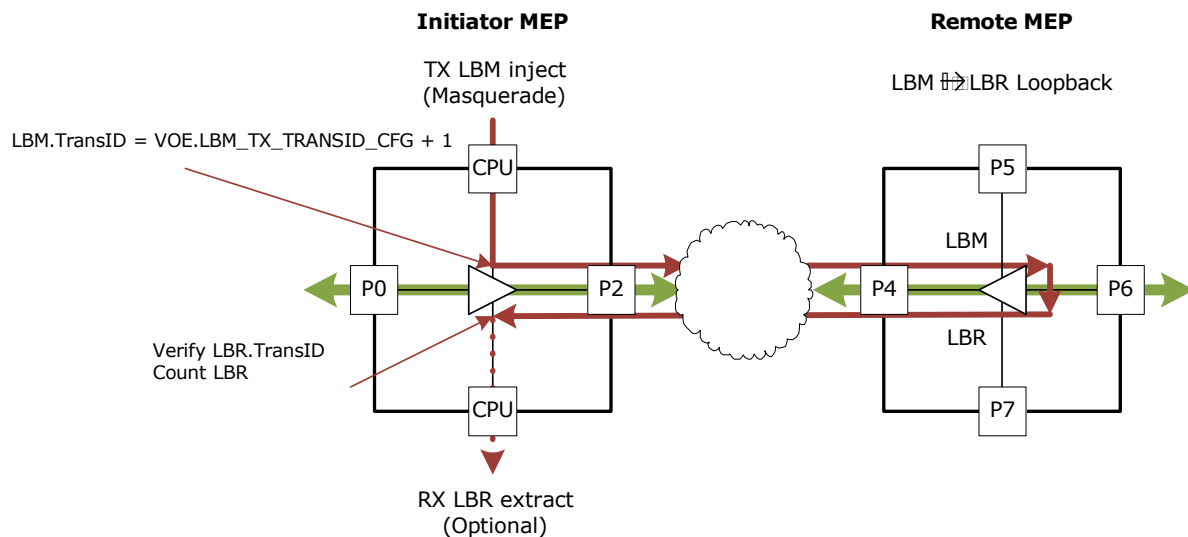 Initiator MEP
Remote MEP
TX LBM inject
(Masquerade)
LBM LBR Loopback
LBM.TransID = VOE.LBM_TX_TRANSID_CFG + 1
CPU
P5
LBM
P0
P2
P4
P6
LBR
Verify LBR.TransID
Count LBR
CPU
P7
RX LBR extract
(Optional)